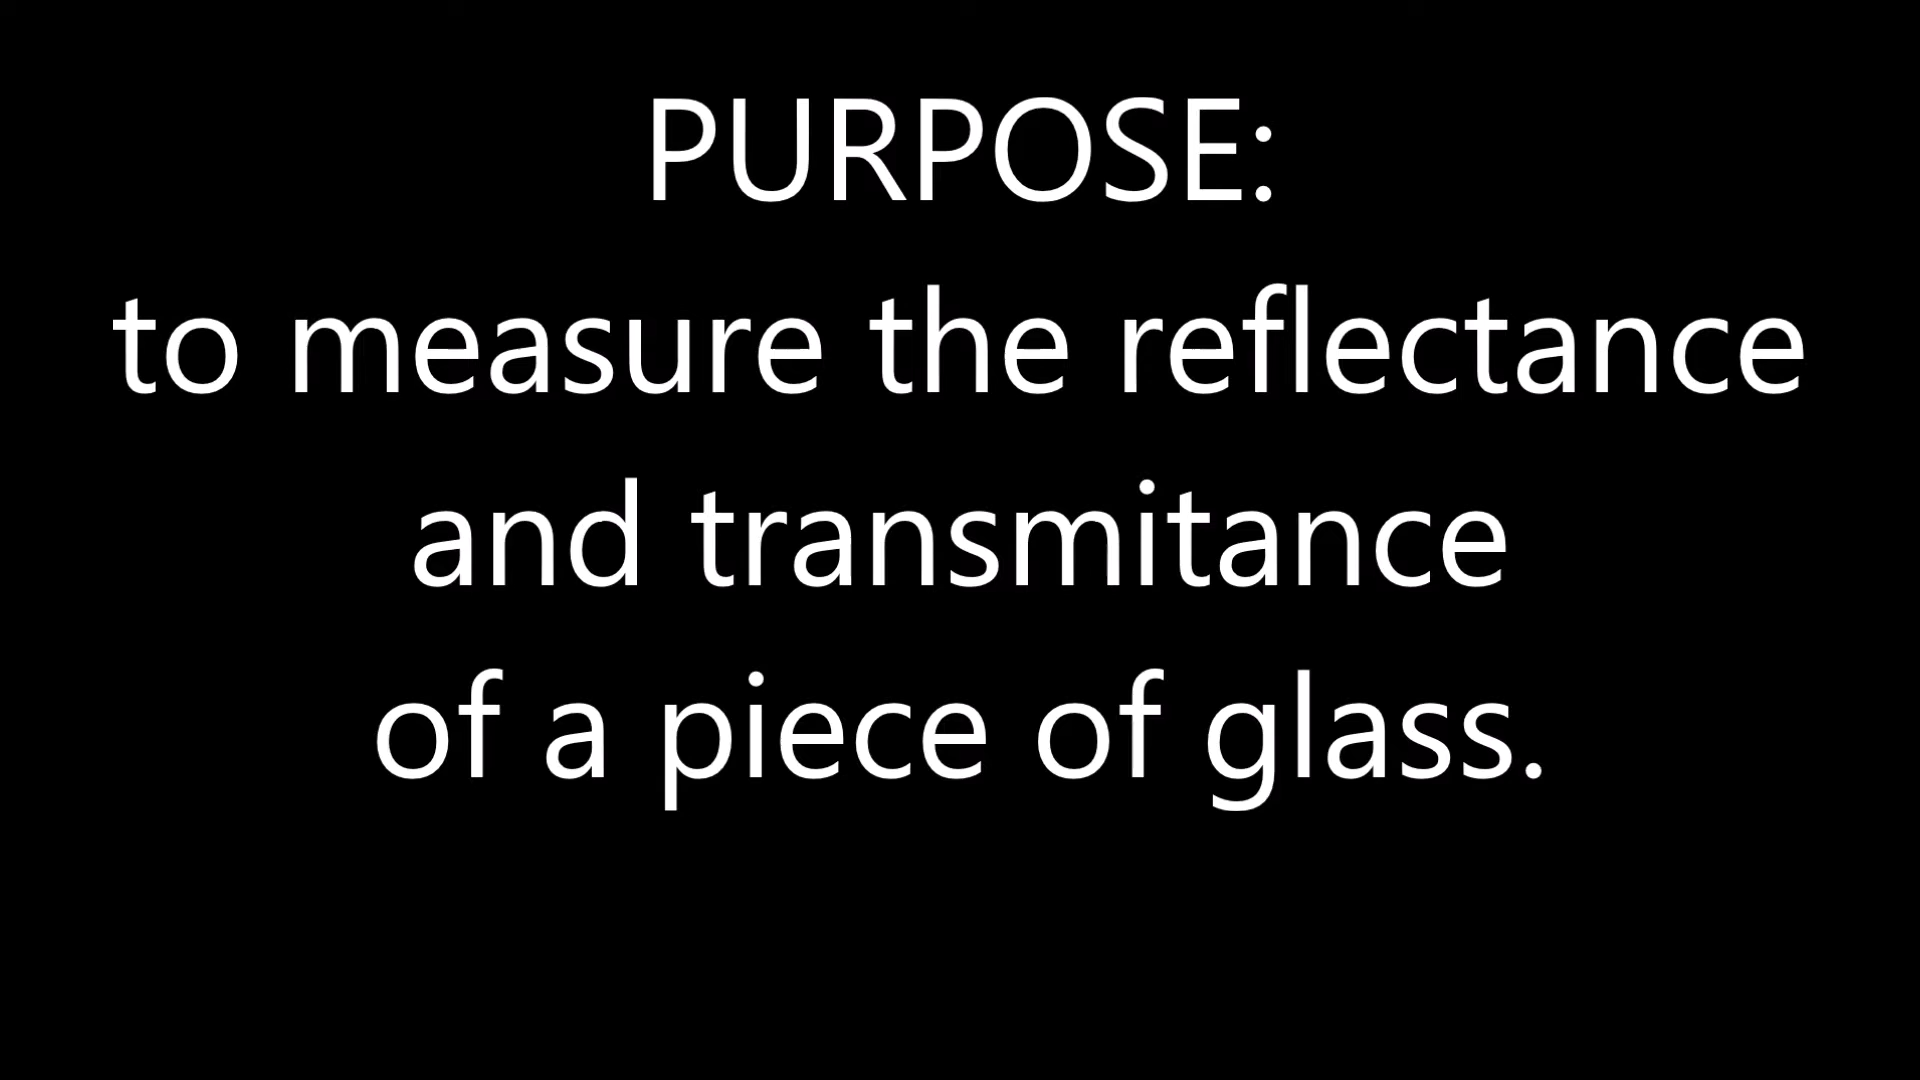 PURPOSE:
to measure the reflectance
and transmitance
of a piece of glass.